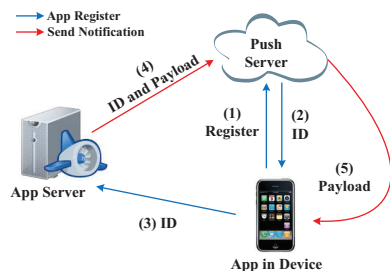 App Register
Send Notification
(4)
ID and Payload
Push
Server
(1)
Register
(2)
ID
(5)
Payload
App Server
(3) ID
App in Device